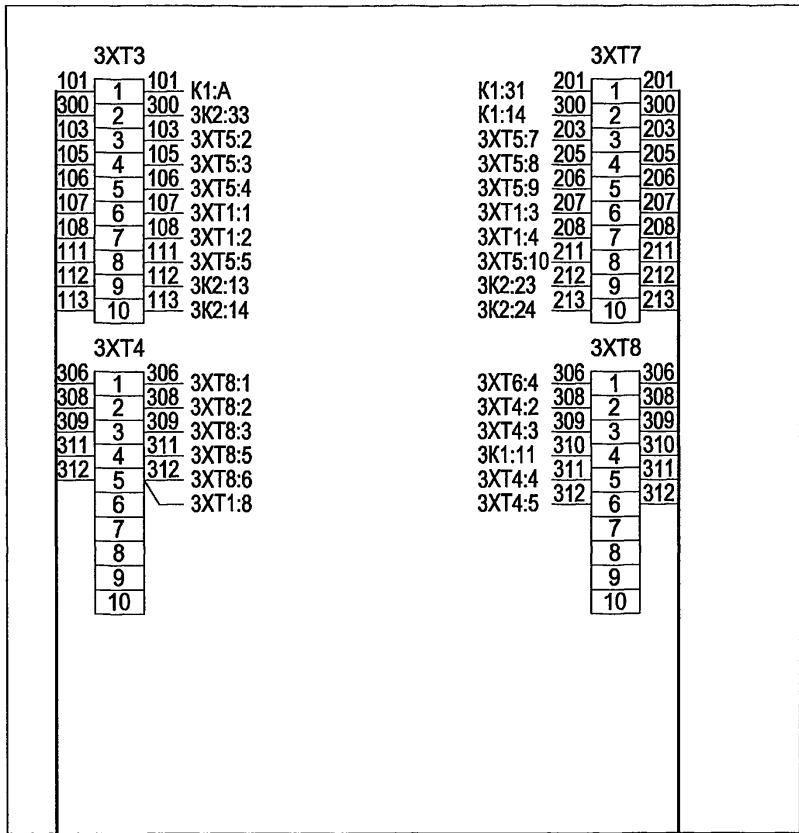 3XT3 3XT7
101 1 101 K1:A K1:31 201 1 201
300 2 300 3K2:33 K1:14 300 2 300
103 3 103 3XT5:2 3XT5:7 203 3 203
105 4 105 3XT5:3 3XT5:8 205 4 205
106 5 106 3XT5:4 3XT5:9 206 5 206
107 6 107 3XT1:1 3XT1:3 207 6 207
108 7 108 3XT1:2 3XT1:4 208 7 208
111 8 111 3XT5:5 3XT5:10 211 8 211
112 9 112 3K2:13 3K2:23 212 9 212
113 10 113 3K2:14 3K2:24 213 10 213
3XT4 3XT8
306 1 306 3XT8:1 3XT6:4 306 1 306
308 2 308 3XT8:2 3XT4:2 308 2 308
309 3 309 3XT8:3 3XT4:3 309 3 309
311 4 311 3XT8:5 3K1:11 310 4 310
312 5 312 3XT8:6 3XT4:4 311 5 311
6 3XT1:8 3XT4:5 312 6 312
7 7
8 8
9 9
10 10